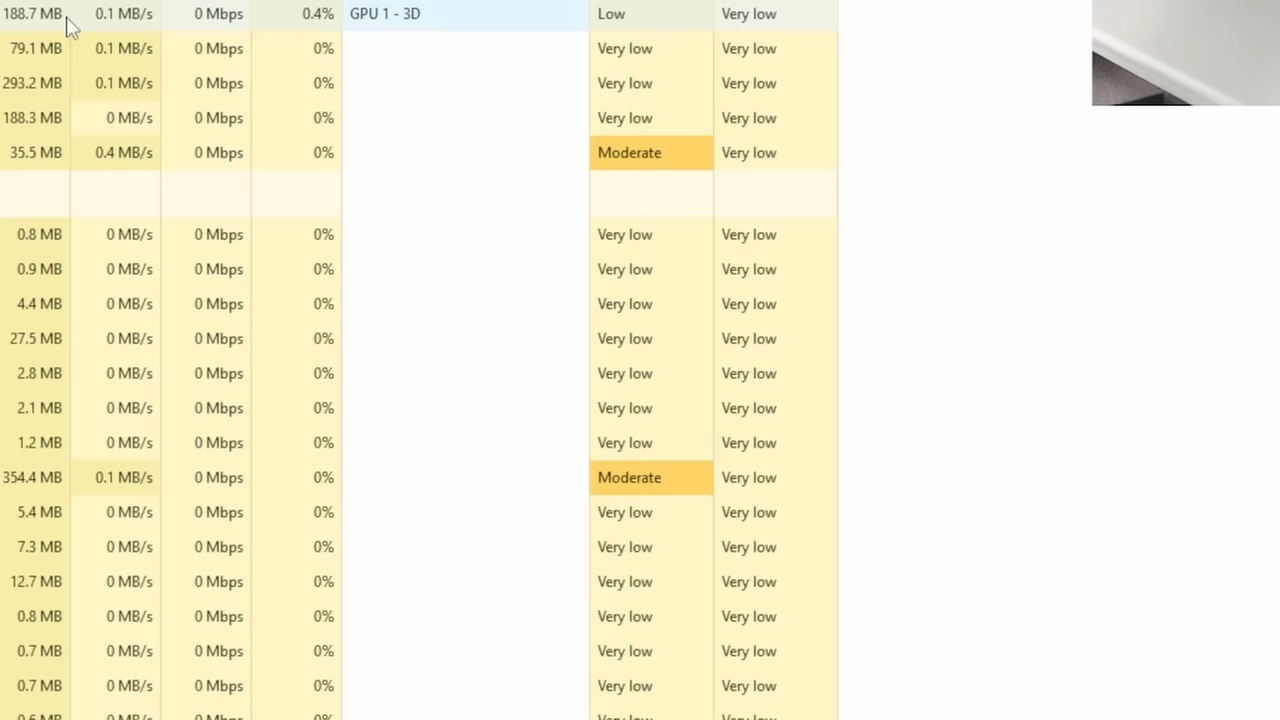 188.7 MB 0.1 MB/s 0 Mbps 0.4% GPU 1 - 3D Low Very low
79.1 MB 0.1 MB/s 0 Mbps 0% Very low Very low
293.2 MB 0.1 MB/s 0 Mbps 0% Very low Very low
188.3 MB 0 MB/s 0 Mbps 0% Very low Very low
35.5 MB 0.4 MB/s 0 Mbps 0% Moderate Very low
0.8 MB 0 MB/s 0 Mbps 0% Very low Very low
0.9 MB 0 MB/s 0 Mbps 0% Very low Very low
4.4 MB 0 MB/s 0 Mbps 0% Very low Very low
27.5 MB 0 MB/s 0 Mbps 0% Very low Very low
2.8 MB 0 MB/s 0 Mbps 0% Very low Very low
2.1 MB 0 MB/s 0 Mbps 0% Very low Very low
1.2 MB 0 MB/s 0 Mbps 0% Very low Very low
354.4 MB 0.1 MB/s 0 Mbps 0% Moderate Very low
5.4 MB 0 MB/s 0 Mbps 0% Very low Very low
7.3 MB 0 MB/s 0 Mbps 0% Very low Very low
12.7 MB 0 MB/s 0 Mbps 0% Very low Very low
0.8 MB 0 MB/s 0 Mbps 0% Very low Very low
0.7 MB 0 MB/s 0 Mbps 0% Very low Very low
0.7 MB 0 MB/s 0 Mbps 0% Very low Very low
MB 0 MB/s 0 Mbps 0% Very low Very low